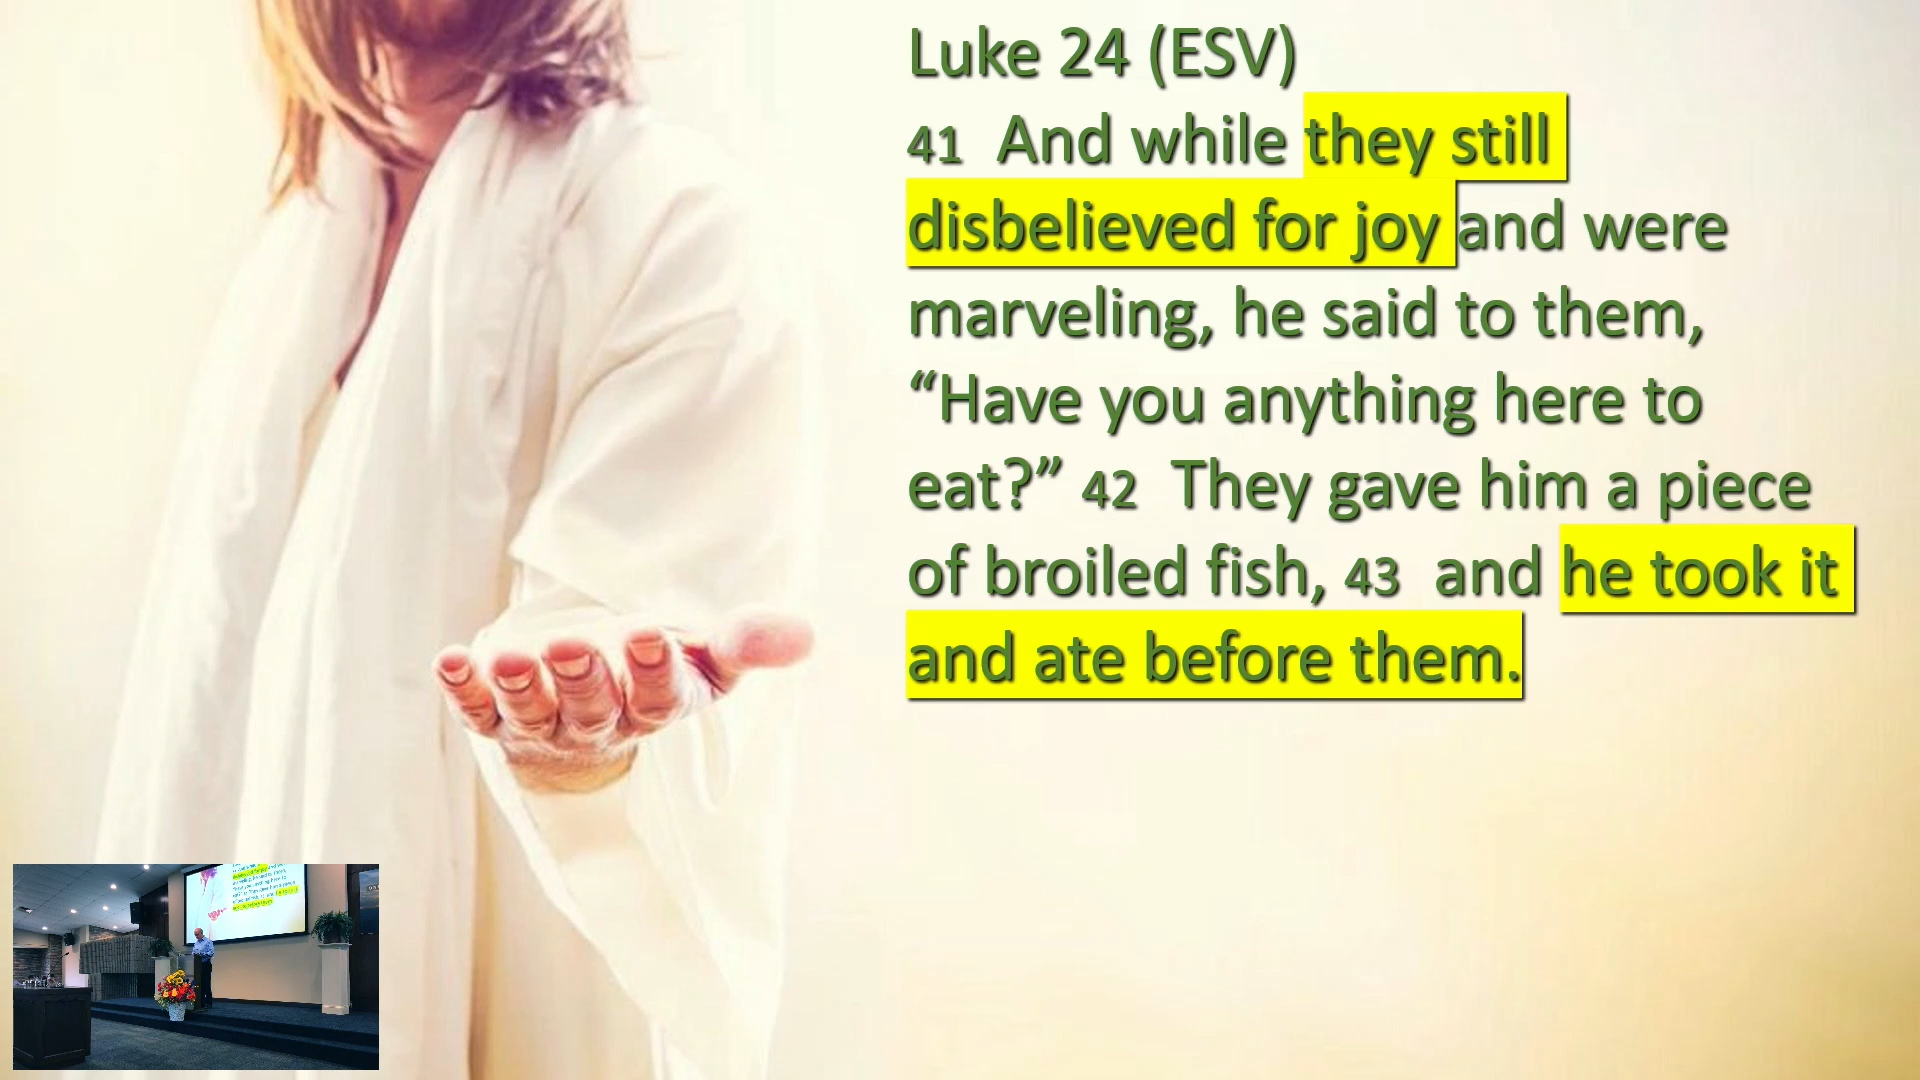 Luke 24 (ESV)
41 And while they still
disbelieved for joy and were
marveling, he said to them,
“Have you anything here to
eat?” 42 They gave him a piece
of broiled fish, 43 and he took it
and ate before them.